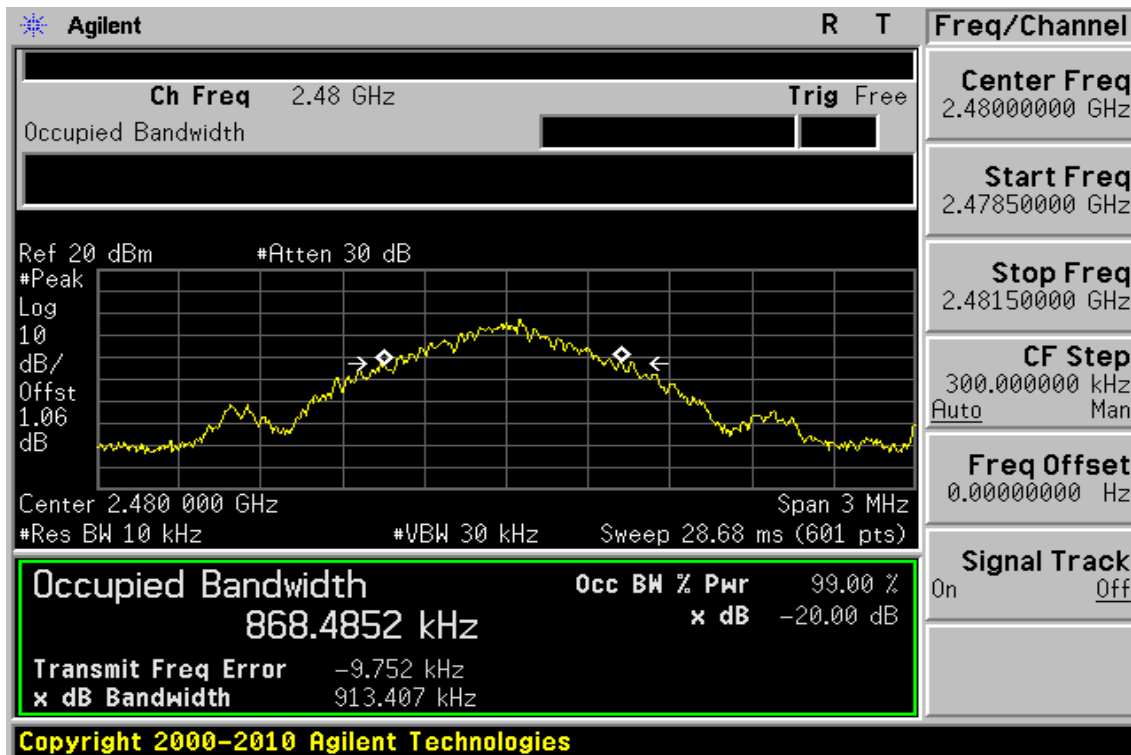 Agilent R T Freq/Channel
Ch Freq 2.48 GHz Trig Free
Occupied Bandwidth
Center Freq
2.48000000 GHz
Start Freq
2.47850000 GHz
Stop Freq
2.48150000 GHz
CF Step
300.000000 kHz
Auto Man
Freq Offset
0.00000000 Hz
Signal Track
On Off
Ref 20 dBm #Atten 30 dB
#Peak
Log
10
dB/
Offst
1.06
dB
Center 2.480 000 GHz Span 3 MHz
#Res BW 10 kHz #VBW 30 kHz Sweep 28.68 ms (601 pts)
Occupied Bandwidth Occ BW % Pwr 99.00 %
868.4852 kHz x dB -20.00 dB
Transmit Freq Error -9.752 kHz
x dB Bandwidth 913.407 kHz
Copyright 2000-2010 Agilent Technologies